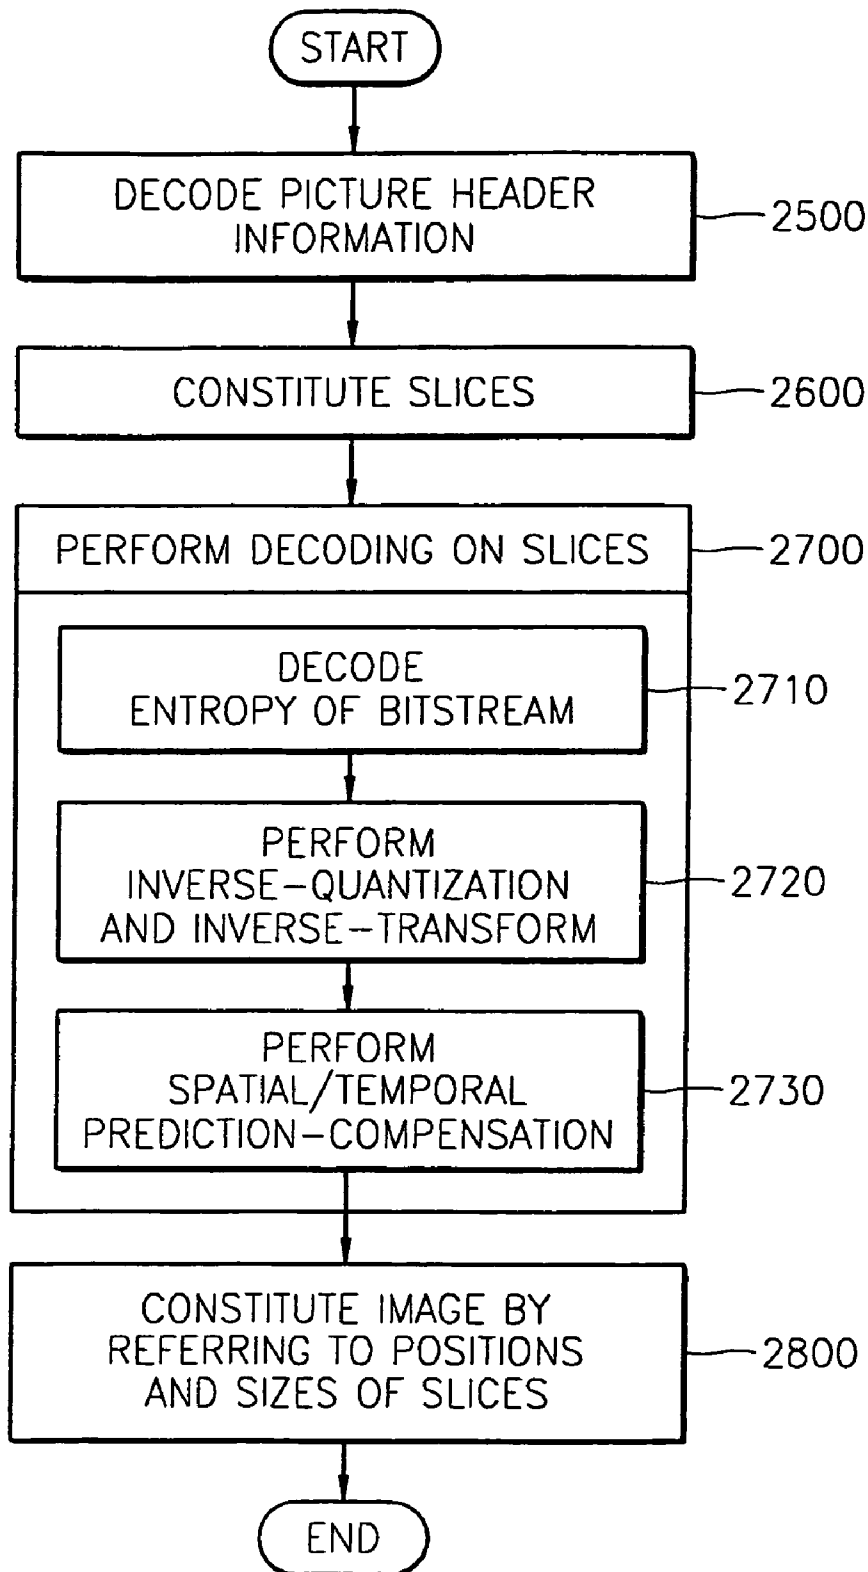 START
DECODE PICTURE HEADER
INFORMATION
2500
CONSTITUTE SLICES
2600
PERFORM DECODING ON SLICES
2700
DECODE
ENTROPY OF BITSTREAM
2710
PERFORM
INVERSE-QUANTIZATION
AND INVERSE-TRANSFORM
2720
PERFORM
SPATIAL/TEMPORAL
PREDICTION-COMPENSATION
2730
CONSTITUTE IMAGE BY
REFERRING TO POSITIONS
AND SIZES OF SLICES
2800
END